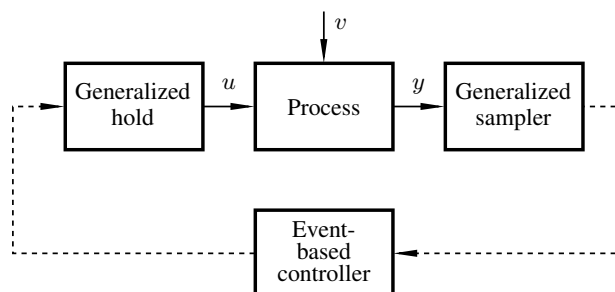 v
Generalized
hold
u
Process
y
Generalized
sampler
Event-
based
controller